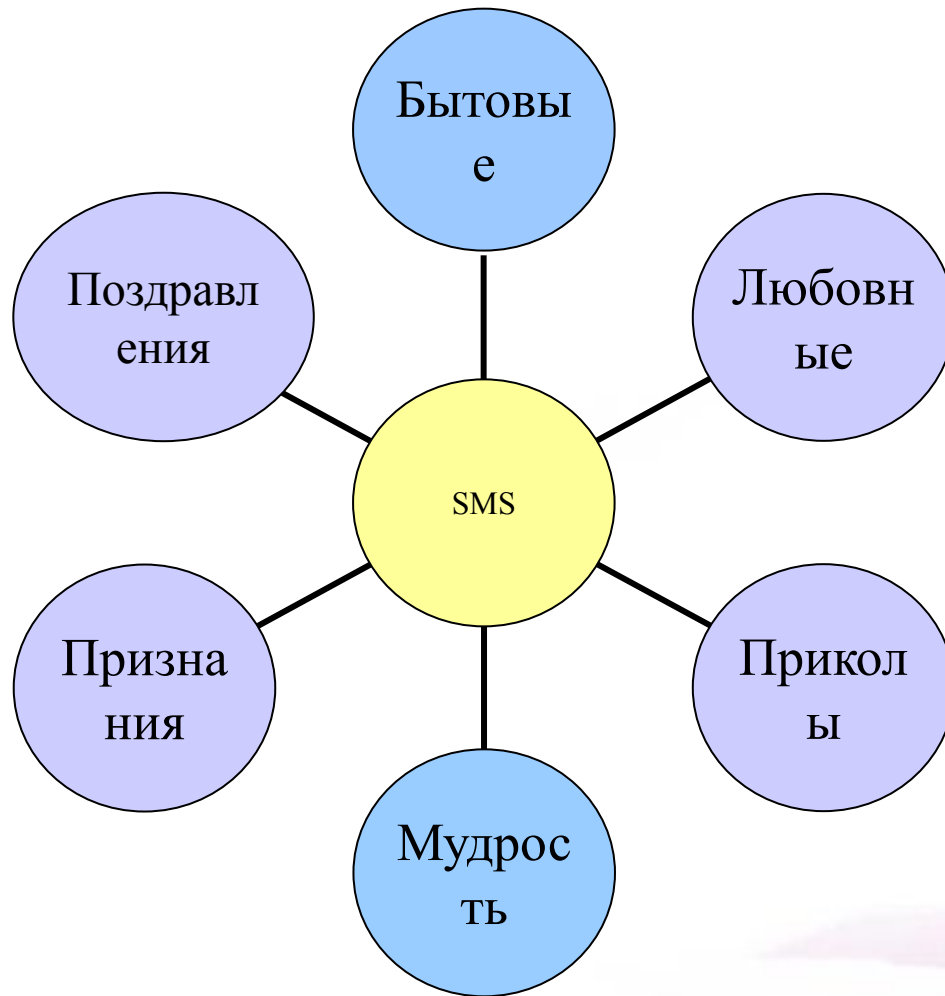 Бытовы
е
Поздравл
ения
Любовн
ые
SMS
Призна
ния
Прикол
ы
Мудрос
ть